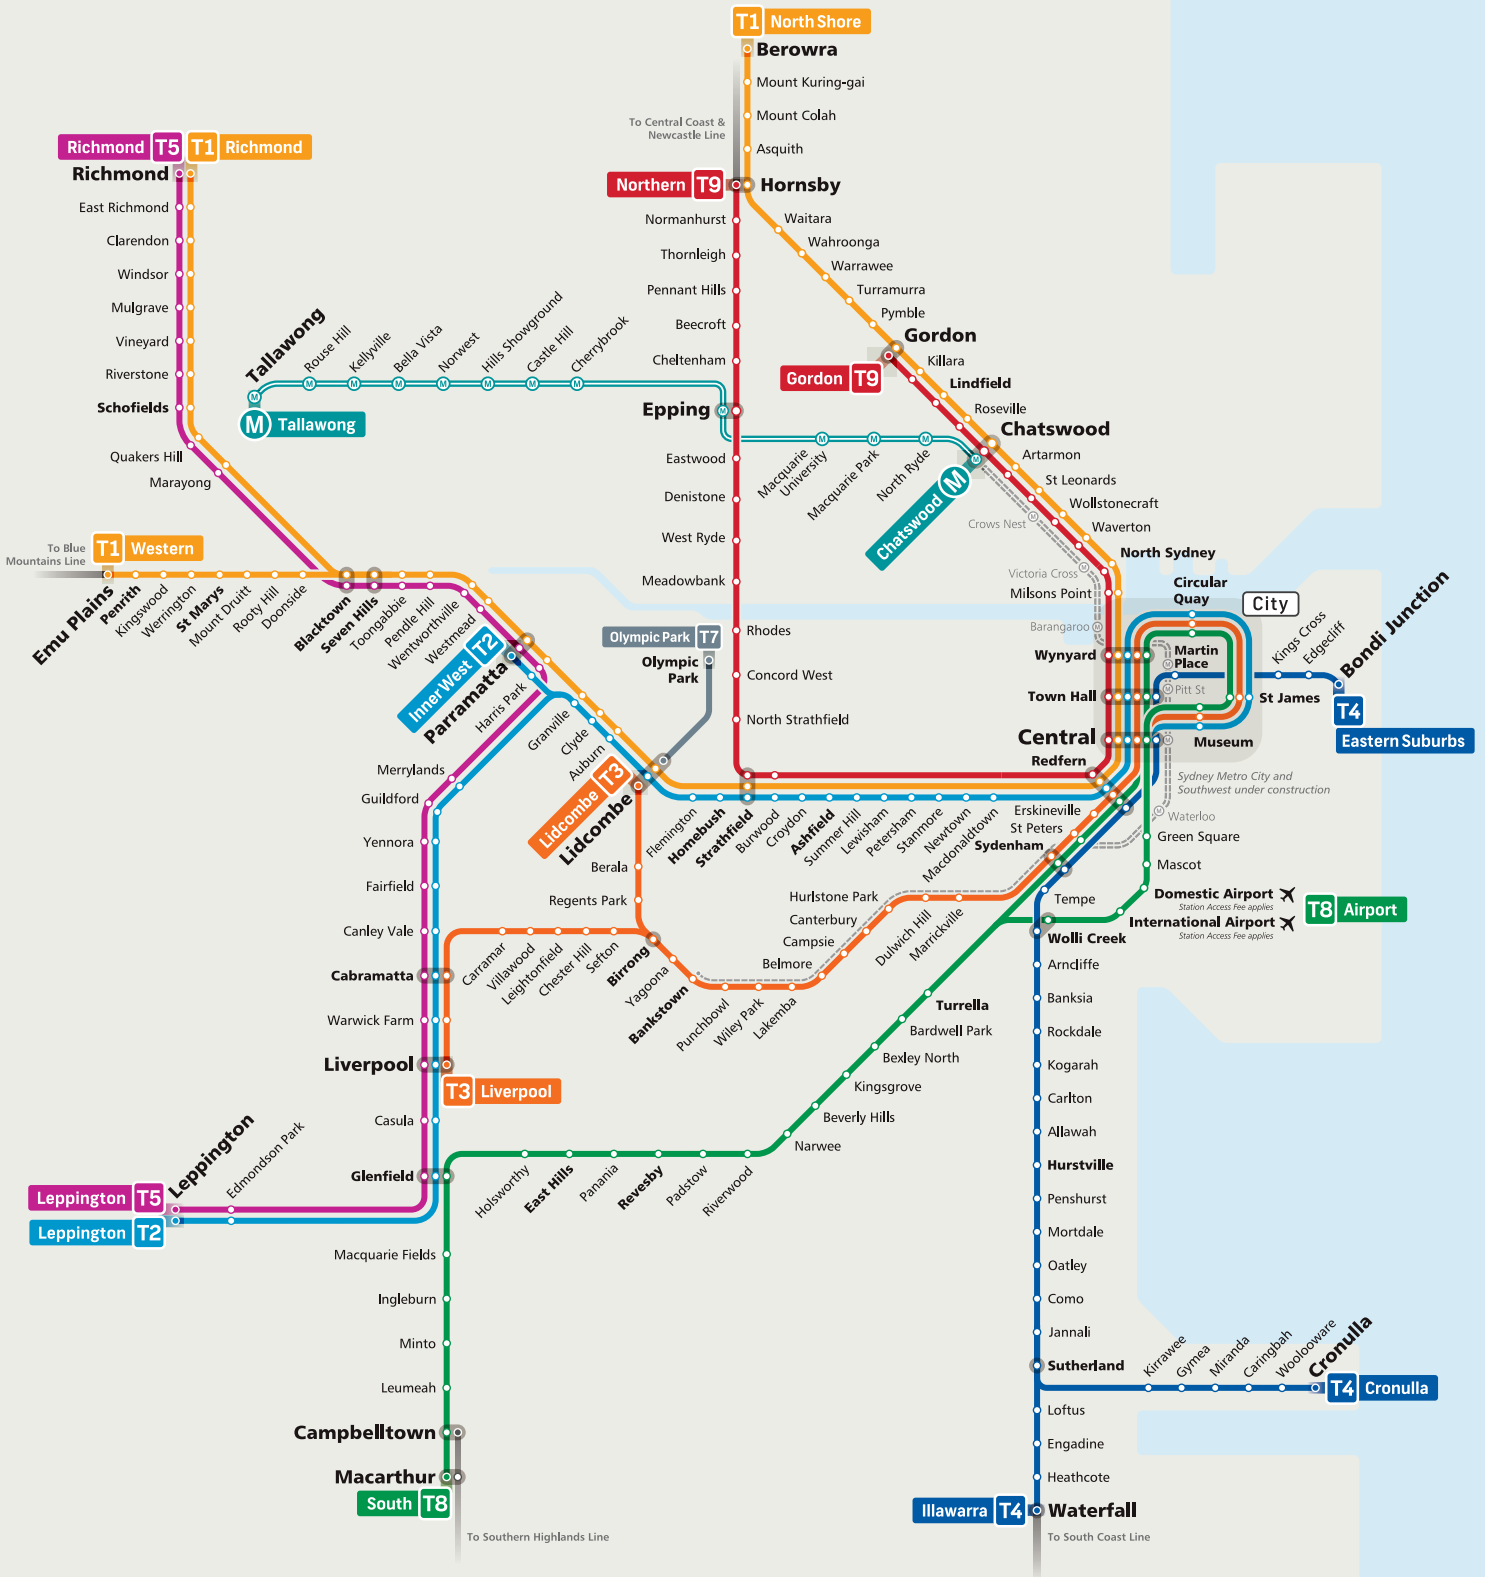 T1 North Shore
Berowra
Mount Kuring-gai
Mount Colah
To Central Coast &
Newcastle Line
Asquith
Northern T9
Hornsby
Richmond T5
T1 Richmond
Richmond
East Richmond
Clarendon
Windsor
Mulgrave
Vineyard
Riverstone
Schofields
Quakers Hill
Marayong
Normanhurst
Thornleigh
Pennant Hills
Beecroft
Cheltenham
Epping
Eastwood
Denistone
West Ryde
Meadowbank
Rhodes
Concord West
North Strathfield
Waitara
Wahroonga
Warrawee
Turramurra
Pymble
Gordon
Gordon T9
Killara
Lindfield
Roseville
Chatswood
Artarmon
St Leonards
Wollstonecraft
Waverton
North Sydney
Milsons Point
Tallawong
M Tallawong
Rouse Hill
Kellyville
Bella Vista
Norwest
Hills Showground
Castle Hill
Cherrybrook
Macquarie
University
Macquarie Park
North Ryde
Chatswood M
Crows Nest
Victoria Cross
Barangaroo
To Blue
Mountains Line
T1 Western
Emu Plains
Penrith
Kingswood
Werrington
St Marys
Mount Druitt
Rooty Hill
Doonside
Blacktown
Seven Hills
Toongabbie
Pendle Hill
Wentworthville
Westmead
Inner West T2
Parramatta
Harris Park
Granville
Clyde
Auburn
Lidcombe T3
Lidcombe
Olympic Park T7
Olympic
Park
Flemington
Homebush
Strathfield
Burwood
Croydon
Ashfield
Summer Hill
Lewisham
Petersham
Stanmore
Newtown
Macdonaldtown
Redfern
Central
Town Hall
Wynyard
Circular
Quay
City
Martin
Place
Pitt St
St James
Museum
Kings Cross
Edgecliff
Bondi Junction
T4
Eastern Suburbs
Sydney Metro City and
Southwest under construction
Waterloo
Green Square
Mascot
Domestic Airport
Station Access Fee applies
International Airport
Station Access Fee applies
T8 Airport
Erskineville
St Peters
Sydenham
Tempe
Wolli Creek
Arncliffe
Banksia
Rockdale
Kogarah
Carlton
Allawah
Hurstville
Penshurst
Mortdale
Oatley
Como
Jannali
Sutherland
Kirrawee
Gymea
Miranda
Caringbah
Woolooware
Cronulla
T4 Cronulla
Loftus
Engadine
Heathcote
Illawarra T4
Waterfall
To South Coast Line
Merrylands
Guildford
Yennora
Fairfield
Canley Vale
Cabramatta
Warwick Farm
Liverpool
T3 Liverpool
Casula
Glenfield
Leppington
Edmondson Park
Leppington T5
Leppington T2
Berala
Regents Park
Carramar
Villawood
Leightonfield
Chester Hill
Sefton
Birrong
Yagoona
Bankstown
Punchbowl
Wiley Park
Lakemba
Belmore
Campsie
Canterbury
Hurlstone Park
Dulwich Hill
Marrickville
Turrella
Bardwell Park
Bexley North
Kingsgrove
Beverly Hills
Narwee
Riverwood
Padstow
Revesby
Panania
East Hills
Holsworthy
Macquarie Fields
Ingleburn
Minto
Leumeah
Campbelltown
Macarthur
South T8
To Southern Highlands Line